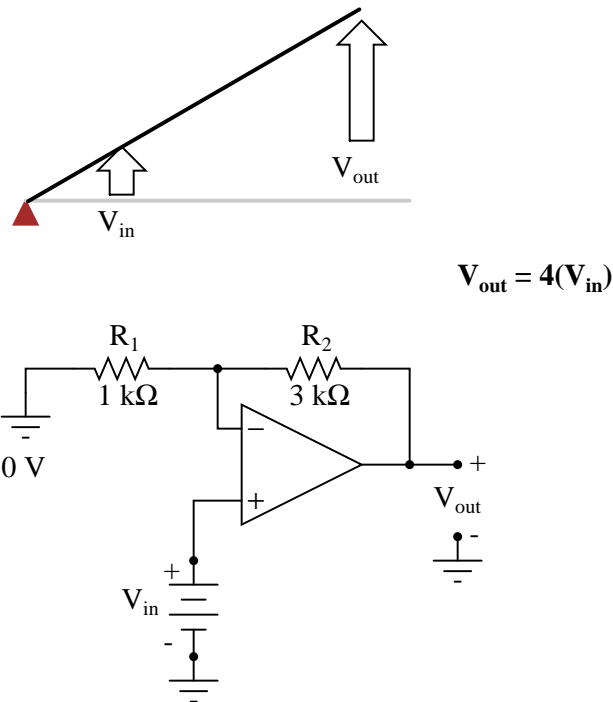 V_out
V_in
V_out = 4(V_in)
R_1 R_2
1 kΩ 3 kΩ
−
0 V
+
+
V_out
-
+
V_in
-